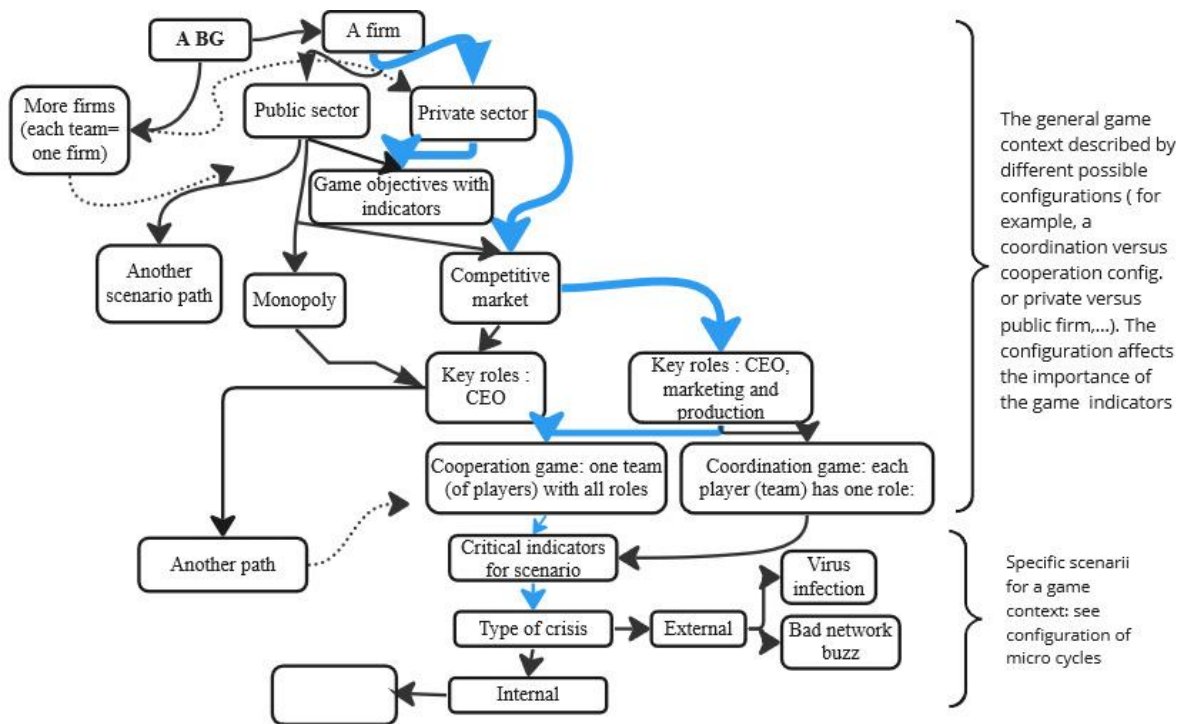 A BG
A firm
More firms
(each team=
one firm)
Public sector
Private sector
Game objectives with
indicators
Another
scenario path
Monopoly
Competitive
market
Key roles :
CEO
Key roles : CEO,
marketing and
production
Cooperation game: one team
(of players) with all roles
Coordination game: each
player (team) has one role:
Another path
Critical indicators
for scenario
Type of crisis
External
Virus
infection
Bad network
buzz
Internal
The general game
context described by
different possible
configurations ( for
example, a
coordination versus
cooperation config.
or private versus
public firm,...). The
configuration affects
the importance of
the game indicators
Specific scenarii
for a game
context: see
configuration of
micro cycles